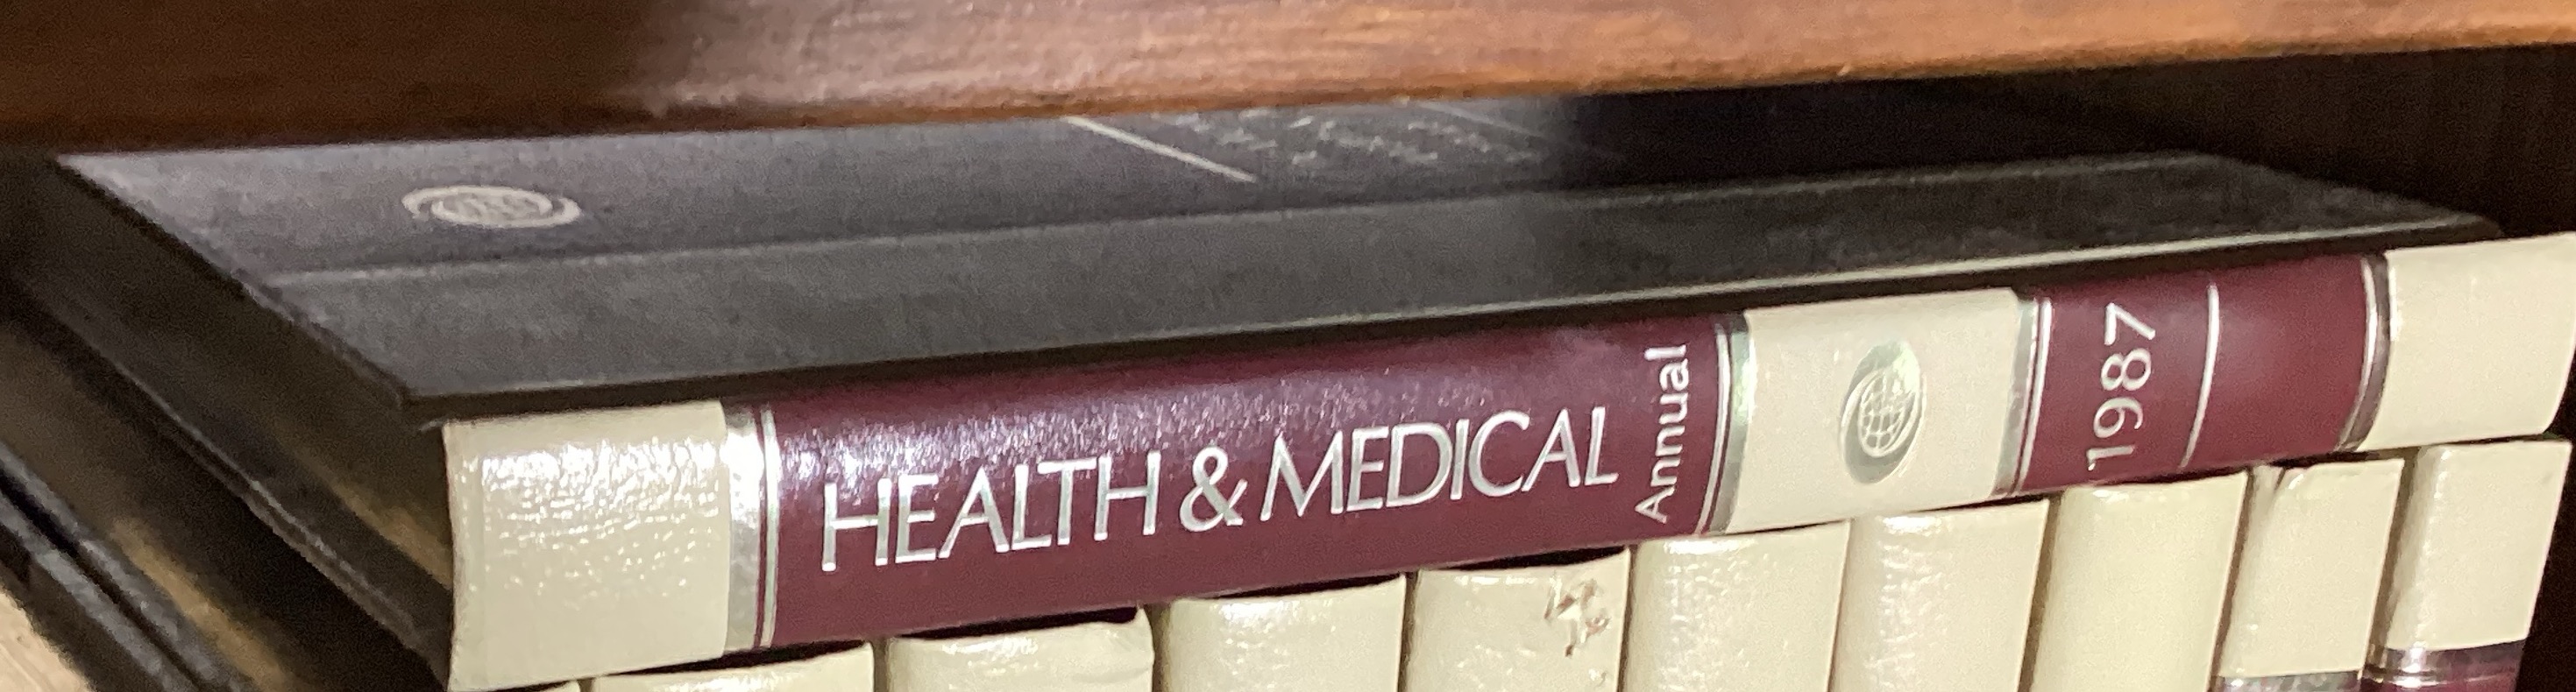 HEALTH & MEDICAL
Annual
1987